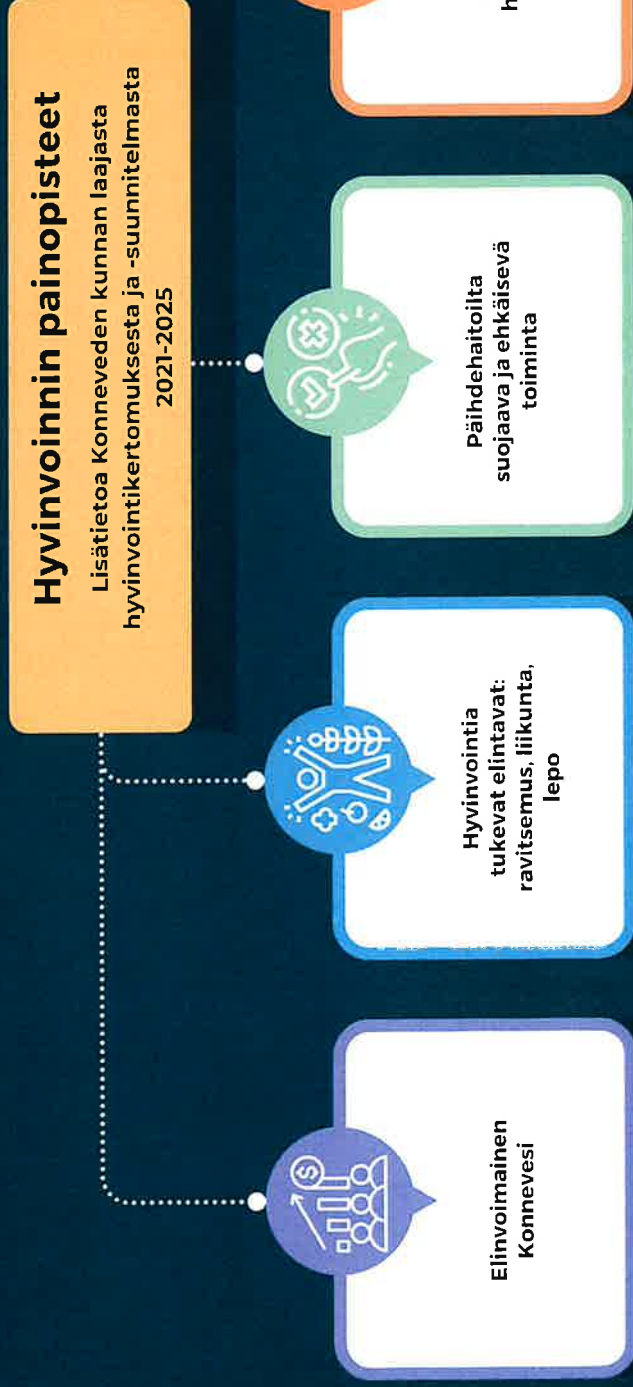 Hyvinvoinnin painopisteet
Lisätietoa Konneveden kunnan laajasta
hyvinvointikertomuksesta ja -suunnitelmasta
2021-2025
Elinvoimainen
Konnevesi
Hyvinvointia
tukevat elintavat:
ravitsemus, liikunta,
lepo
Päihdehaitoilta
suojaava ja ehkäisevä
toiminta